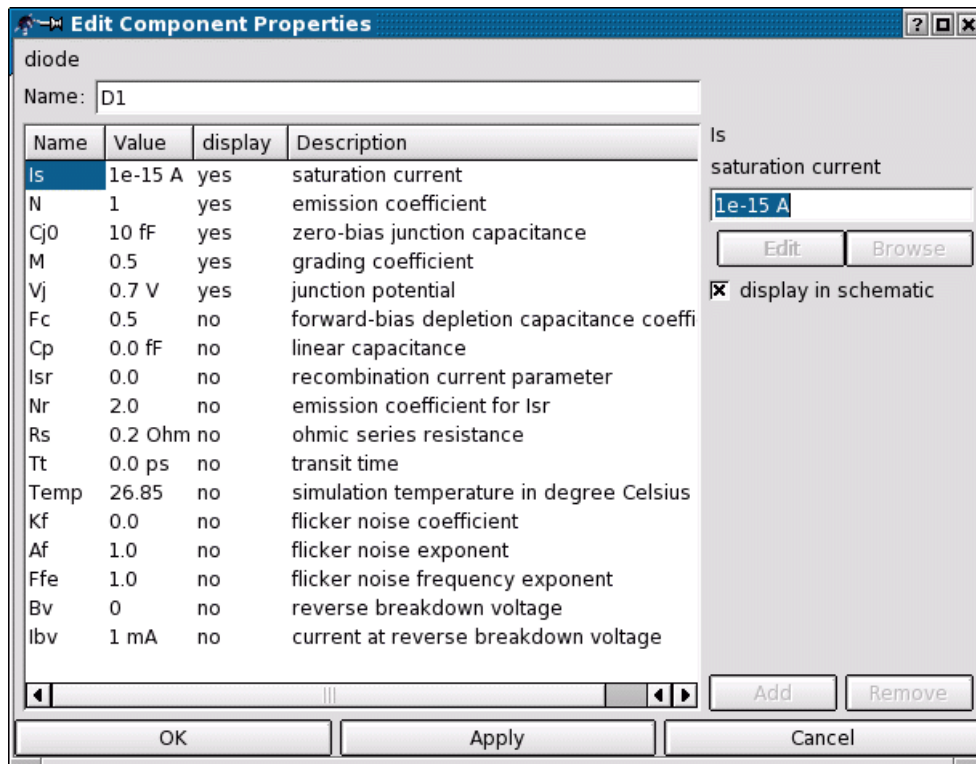 Edit Component Properties
diode
Name: D1
Name Value display Description
Is 1e-15 A yes saturation current
N 1 yes emission coefficient
Cj0 10 fF yes zero-bias junction capacitance
M 0.5 yes grading coefficient
Vj 0.7 V yes junction potential
Fc 0.5 no forward-bias depletion capacitance coeffi
Cp 0.0 fF no linear capacitance
Isr 0.0 no recombination current parameter
Nr 2.0 no emission coefficient for Isr
Rs 0.2 Ohm no ohmic series resistance
Tt 0.0 ps no transit time
Temp 26.85 no simulation temperature in degree Celsius
Kf 0.0 no flicker noise coefficient
Af 1.0 no flicker noise exponent
Ffe 1.0 no flicker noise frequency exponent
Bv 0 no reverse breakdown voltage
Ibv 1 mA no current at reverse breakdown voltage
Is
saturation current
1e-15 A
Edit Browse
display in schematic
Add Remove
OK Apply Cancel